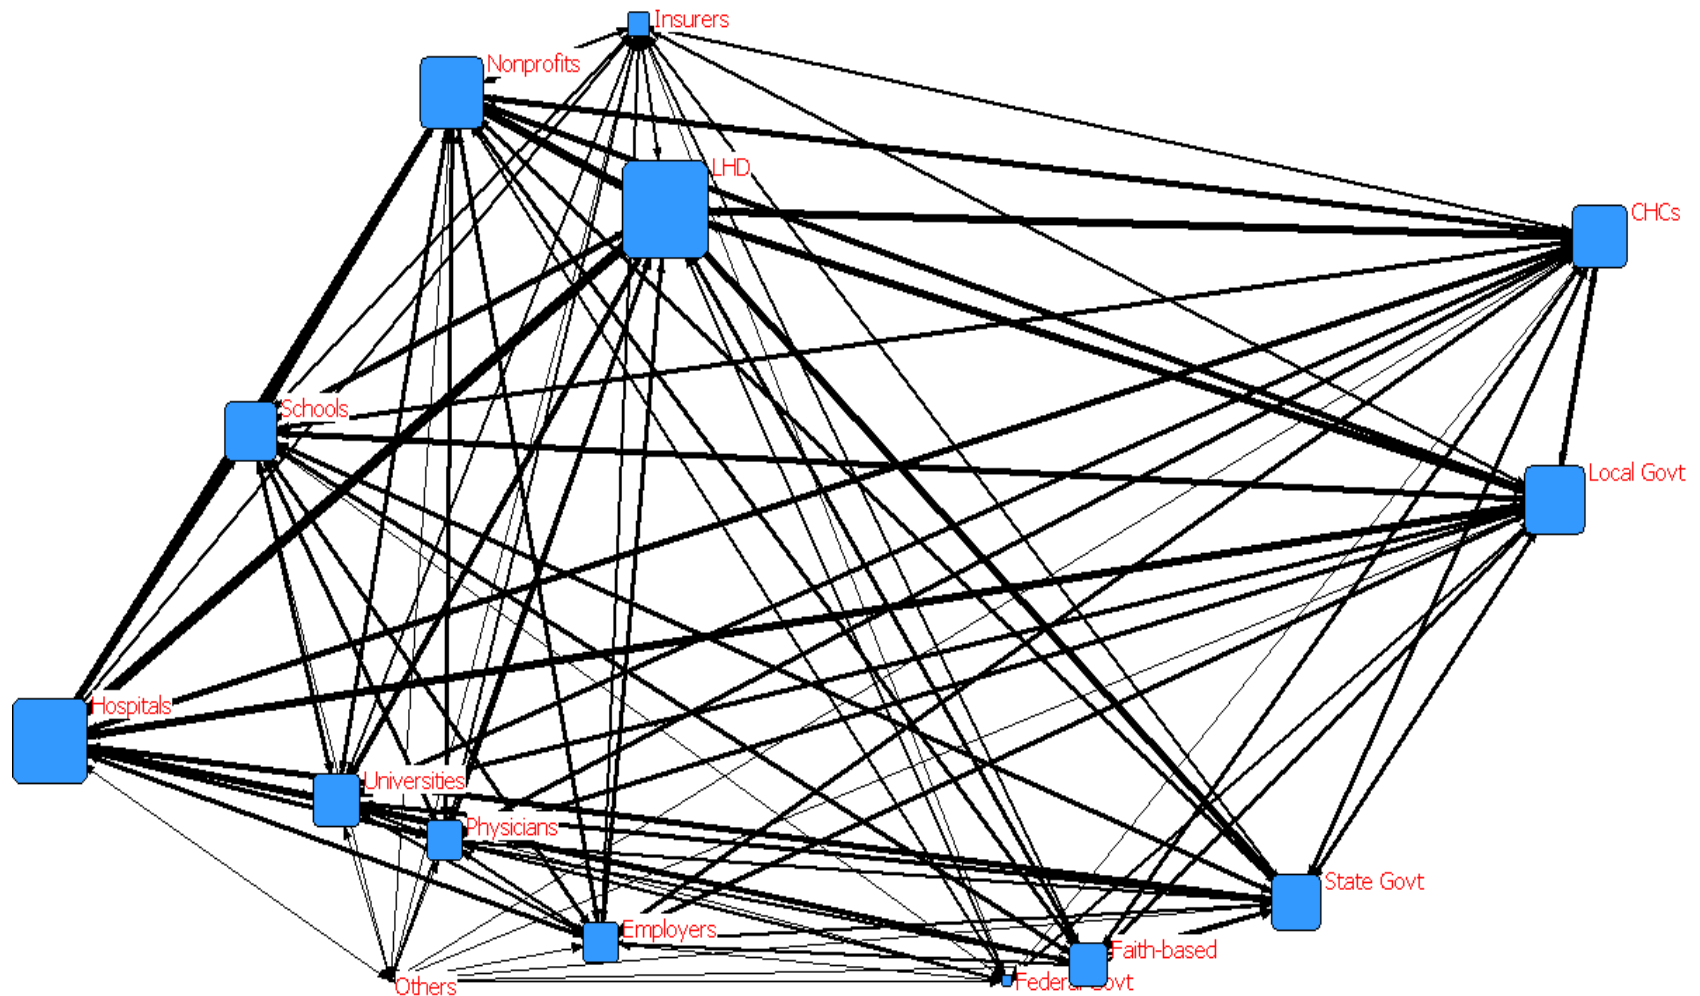 Insurers
Nonprofits
LHD
CHCs
Schools
Local Govt
Hospitals
Universities
Physicians
State Govt
Employers
Faith-based
Federal Govt
Others